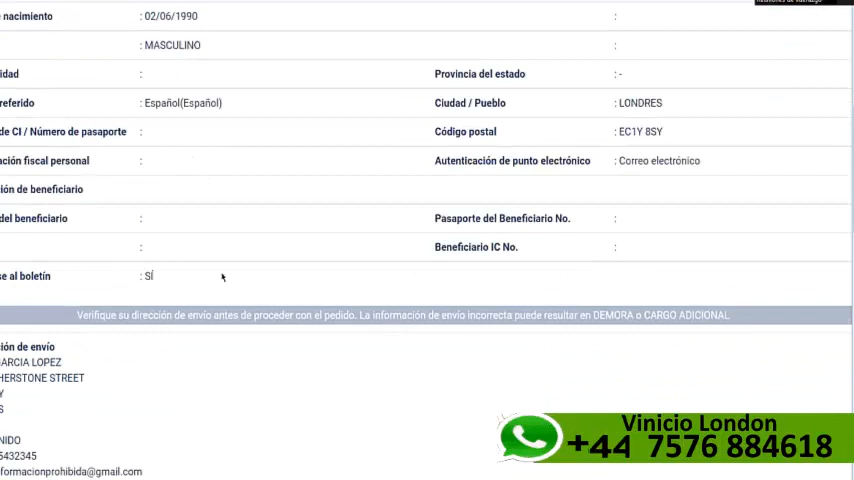 nacimiento : 02/06/1990 :
: MASCULINO :
idad : Provincia del estado : -
referido : Español(Español) Ciudad / Pueblo : LONDRES
de CI / Número de pasaporte : Código postal : EC1Y 8SY
ación fiscal personal : Autenticación de punto electrónico : Correo electrónico
ión de beneficiario
del beneficiario : Pasaporte del Beneficiario No. :
: Beneficiario IC No. :
se al boletín : SÍ
Verifique su dirección de envío antes de proceder con el pedido. La información de envío incorrecta puede resultar en DEMORA o CARGO ADICIONAL
ión de envío
GARCIA LOPEZ
HERSTONE STREET
Y
S
NIDO
5432345
formacionprohibida@gmail.com
Vinicio London
+44 7576 884618